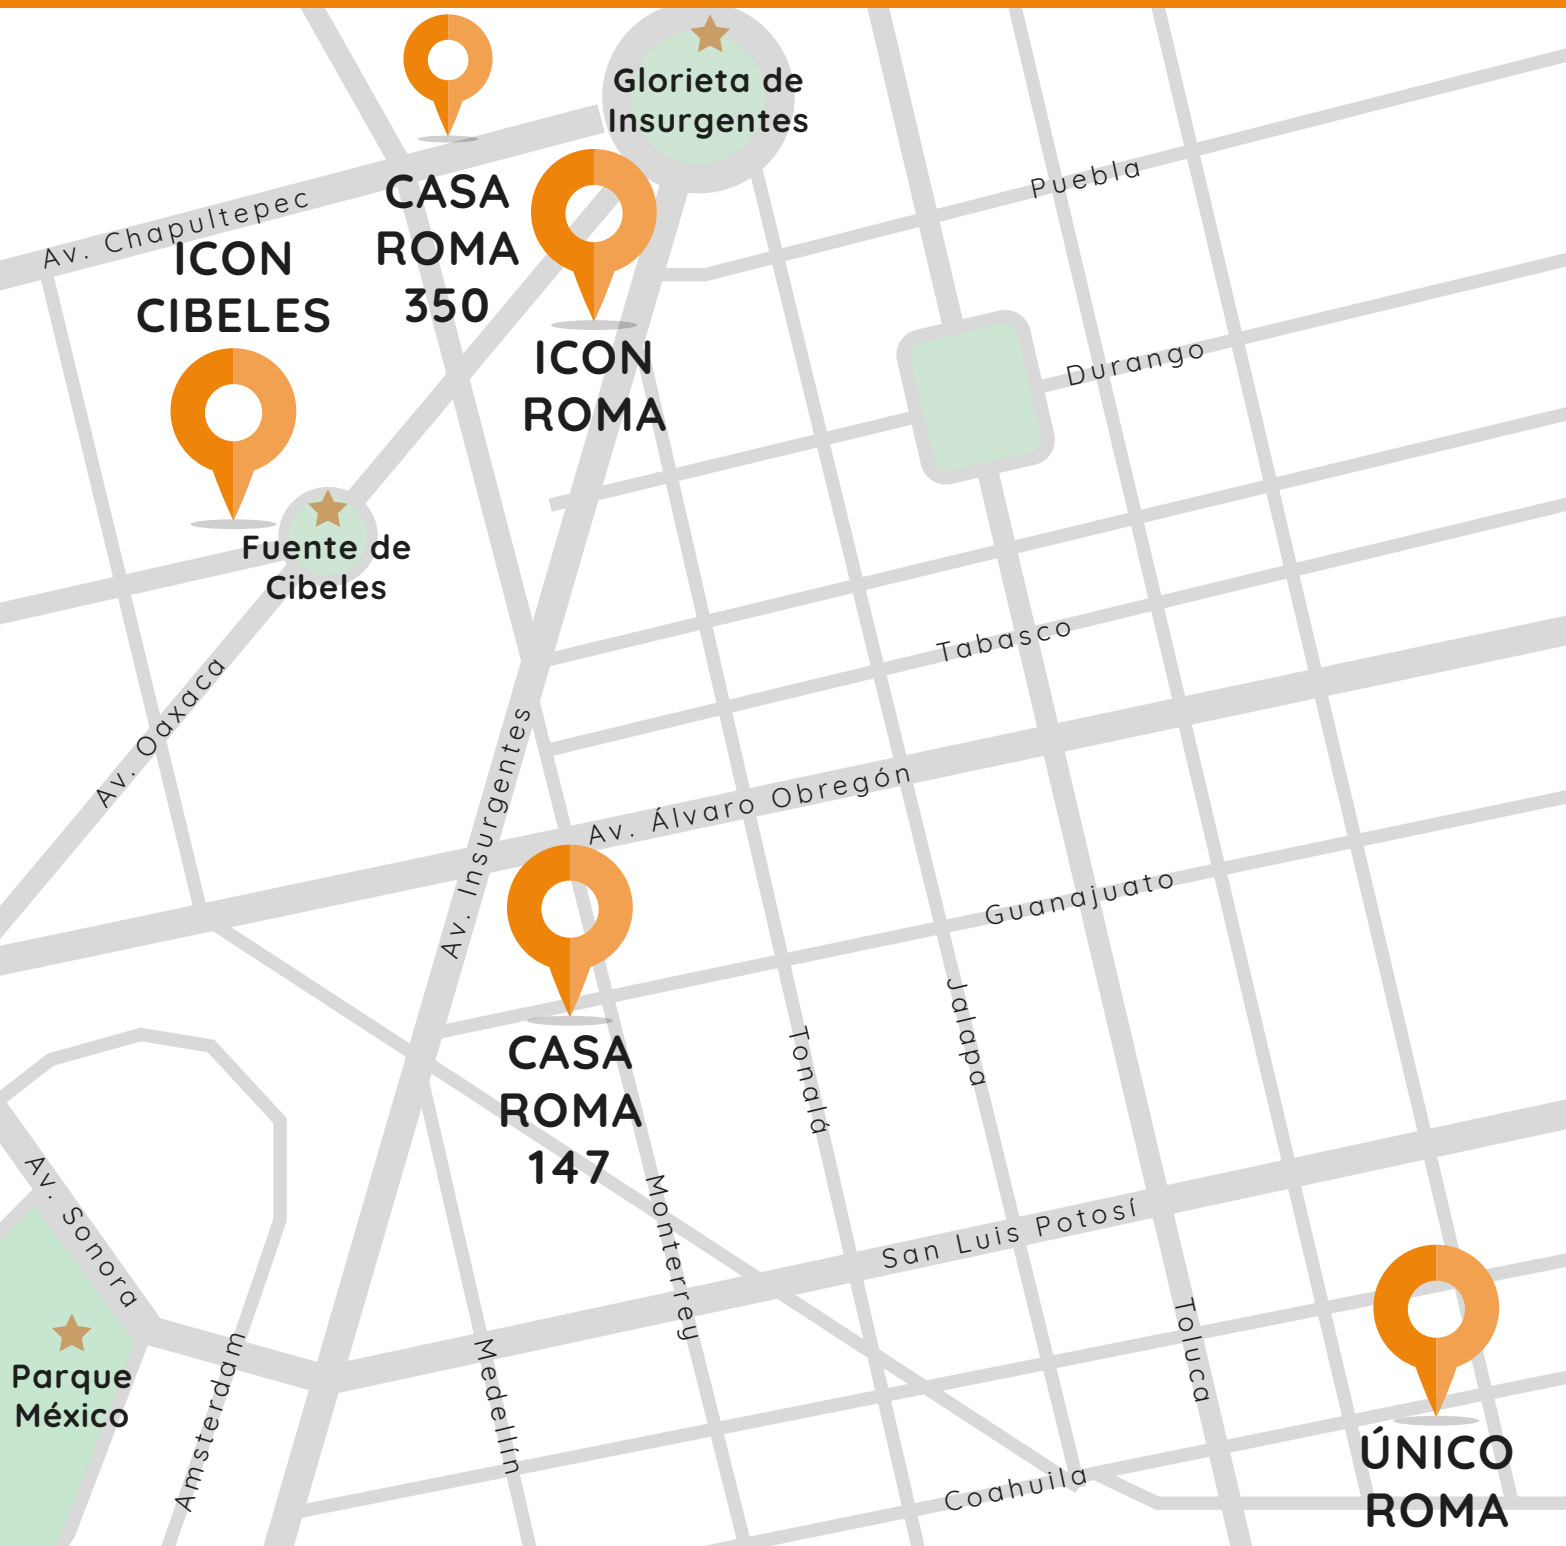 Glorieta de
Insurgentes
Puebla
CASA
ROMA
350
Av. Chapultepec
ICON
CIBELES
ICON
ROMA
Durango
Fuente de
Cibeles
Tabasco
Av. Oaxaca
Av. Insurgentes
Av. Álvaro Obregón
Guanajuato
Jalapa
Tonalá
CASA
ROMA
147
Av. Sonora
Monterrey
San Luis Potosí
Toluca
Parque
México
Amsterdam
Medellín
Coahuila
ÚNICO
ROMA